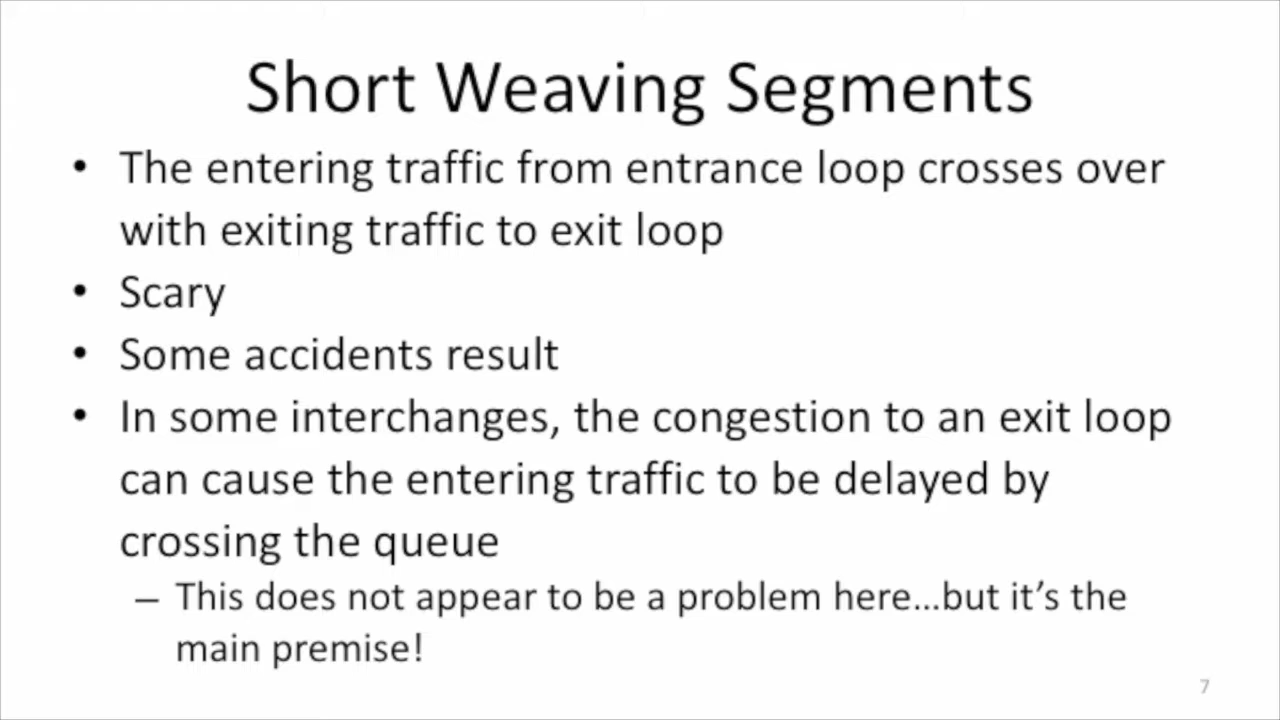 Short Weaving Segments
• The entering traffic from entrance loop crosses over
with exiting traffic to exit loop
• Scary
• Some accidents result
• In some interchanges, the congestion to an exit loop
can cause the entering traffic to be delayed by
crossing the queue
– This does not appear to be a problem here...but it’s the
main premise!
7